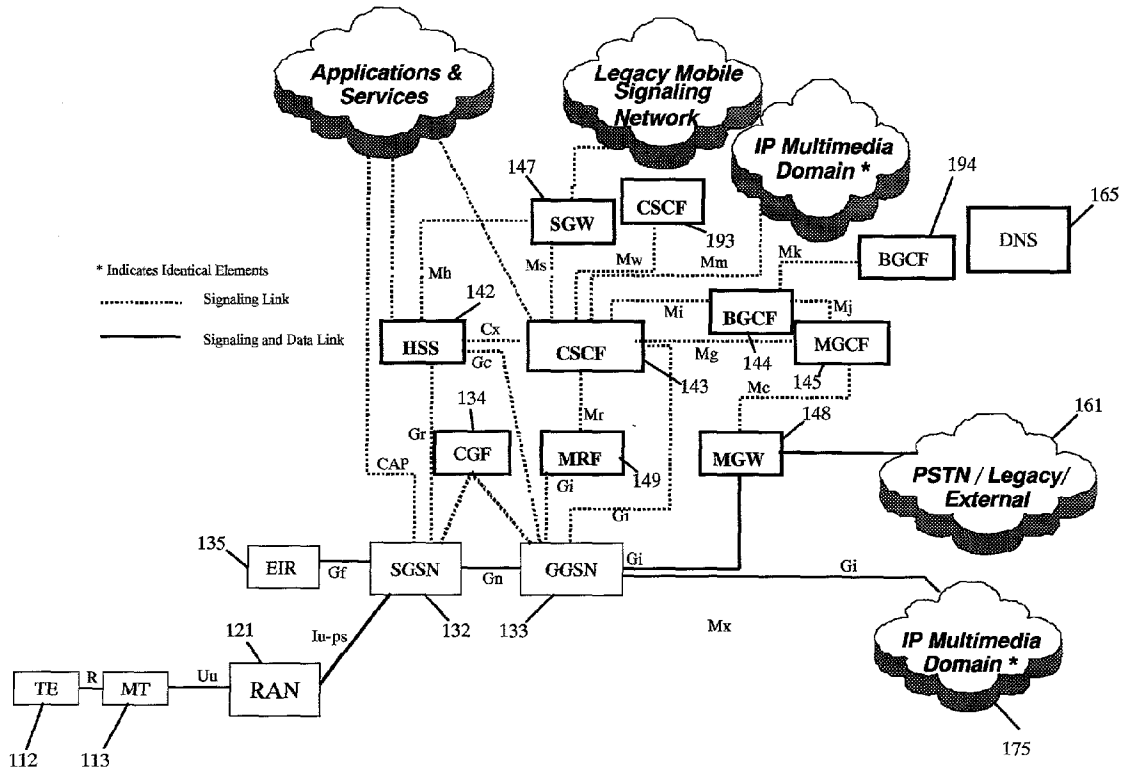 Applications &
Services
Legacy Mobile
Signaling
Network
IP Multimedia
Domain *
147
194
165
SGW
CSCF
193
BGCF
DNS
* Indicates Identical Elements
Signaling Link
Signaling and Data Link
Mh
Ms
Mw
Mm
Mk
142
HSS
Cx
Gc
CSCF
143
Mi
BGCF
144
Mj
Mg
MGCF
145
Mc
134
Gr
CGF
Mr
MRF
149
148
MGW
161
PSTN / Legacy/
External
CAP
Gi
Gi
135
EIR
Gf
SGSN
132
Gn
GGSN
133
Gi
Gi
Mx
IP Multimedia
Domain *
175
Iu-ps
121
RAN
TE
R
MT
Uu
112
113